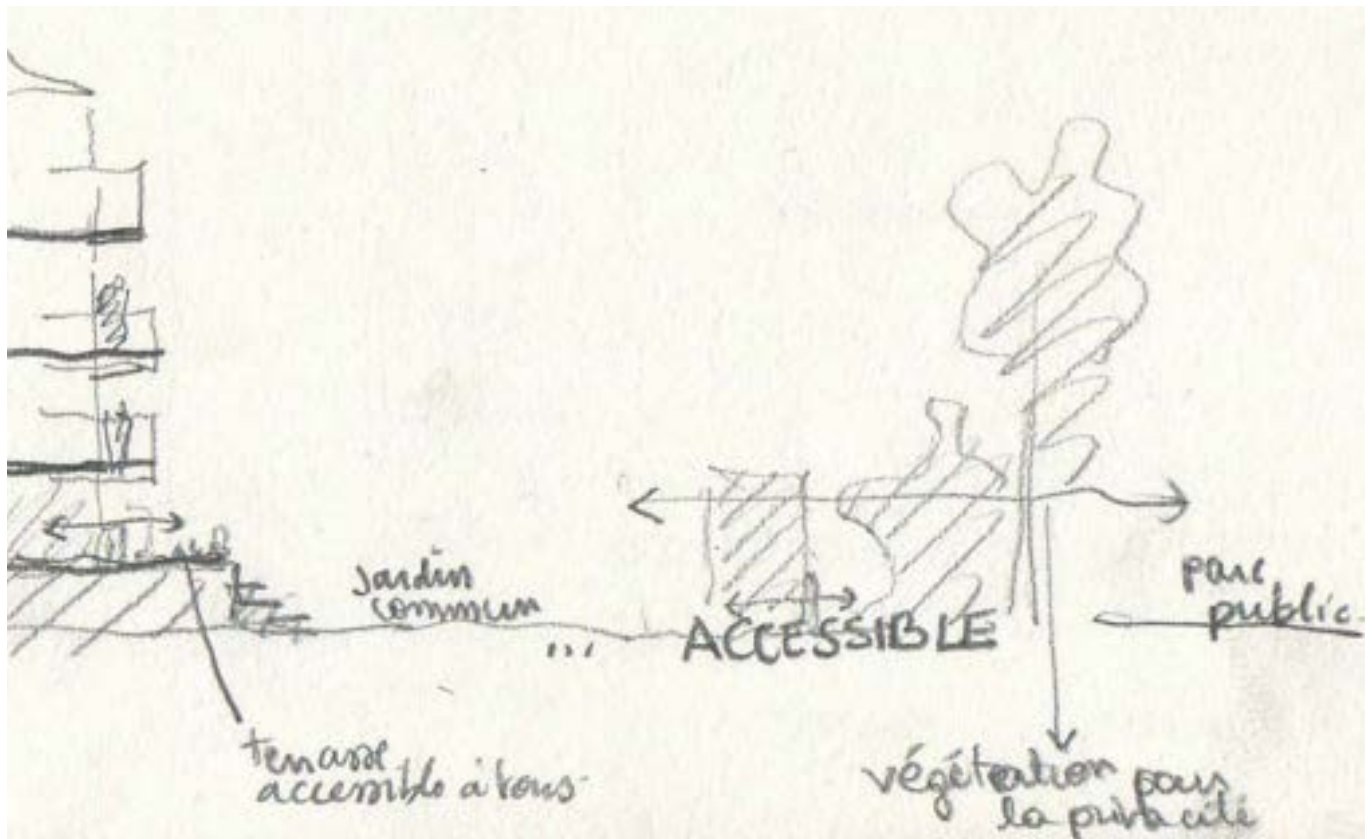 Jardin
commun
...
ACCESSIBLE
parc
public.
terrasse
accessible à tous
végétation pour
la privacité